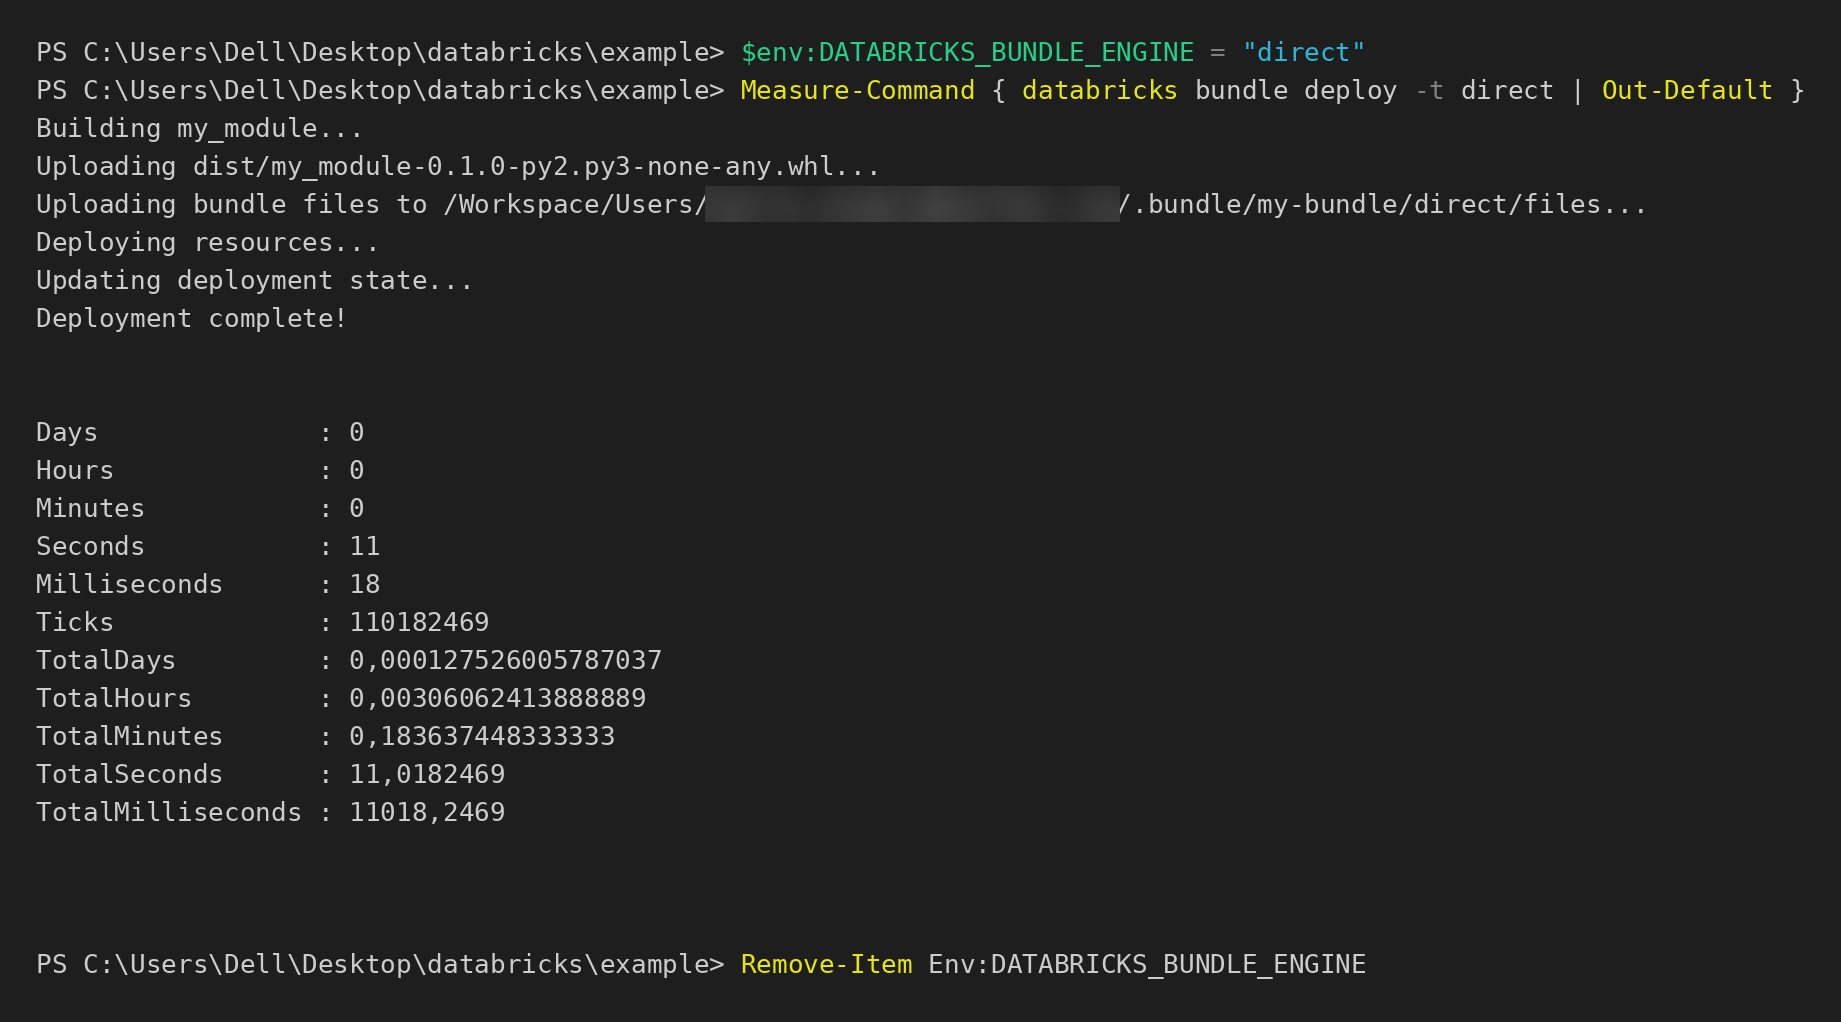 PS C:\Users\Dell\Desktop\databricks\example> $env:DATABRICKS_BUNDLE_ENGINE = "direct"
PS C:\Users\Dell\Desktop\databricks\example> Measure-Command { databricks bundle deploy -t direct | Out-Default }
Building my_module...
Uploading dist/my_module-0.1.0-py2.py3-none-any.whl...
Uploading bundle files to /Workspace/Users/ /.bundle/my-bundle/direct/files...
Deploying resources...
Updating deployment state...
Deployment complete!
Days              : 0
Hours             : 0
Minutes           : 0
Seconds           : 11
Milliseconds      : 18
Ticks             : 110182469
TotalDays         : 0,000127526005787037
TotalHours        : 0,00306062413888889
TotalMinutes      : 0,183637448333333
TotalSeconds      : 11,0182469
TotalMilliseconds : 11018,2469
PS C:\Users\Dell\Desktop\databricks\example> Remove-Item Env:DATABRICKS_BUNDLE_ENGINE